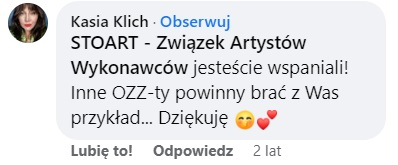 Kasia Klich · Obserwuj
STOART - Związek Artystów
Wykonawców jesteście wspaniali!
Inne OZZ-ty powinny brać z Was
przykład... Dziękuję 😋💕
Lubię to! Odpowiedz 2 lat